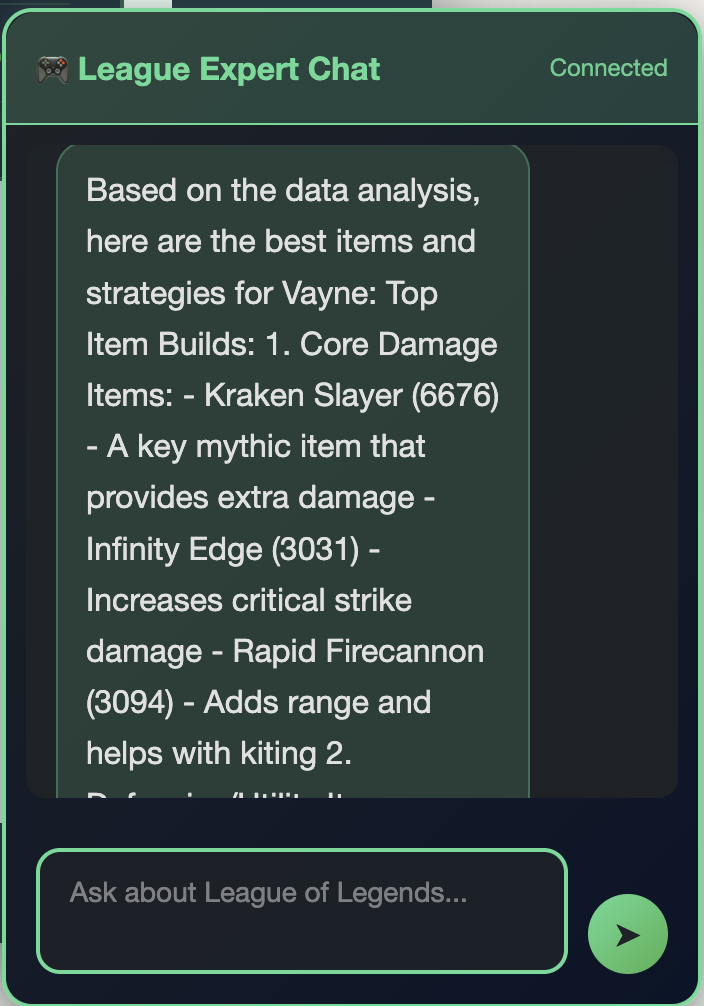 League Expert Chat
Connected
Based on the data analysis,
here are the best items and
strategies for Vayne: Top
Item Builds: 1. Core Damage
Items: - Kraken Slayer (6676)
- A key mythic item that
provides extra damage -
Infinity Edge (3031) -
Increases critical strike
damage - Rapid Firecannon
(3094) - Adds range and
helps with kiting 2.
Ask about League of Legends...